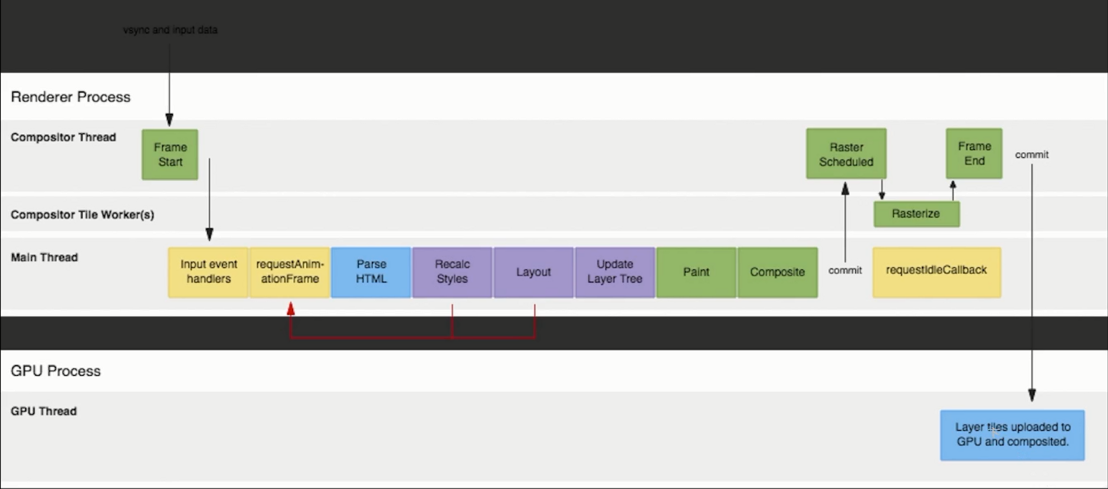 vsync and input data
Renderer Process
Compositor Thread
Frame
Start
Raster
Scheduled
Frame
End
commit
Compositor Tile Worker(s)
Rasterize
Main Thread
Input event
handlers
requestAnim-
ationFrame
Parse
HTML
Recalc
Styles
Layout
Update
Layer Tree
Paint
Composite
commit
requestIdleCallback
GPU Process
GPU Thread
Layer tiles uploaded to
GPU and composited.